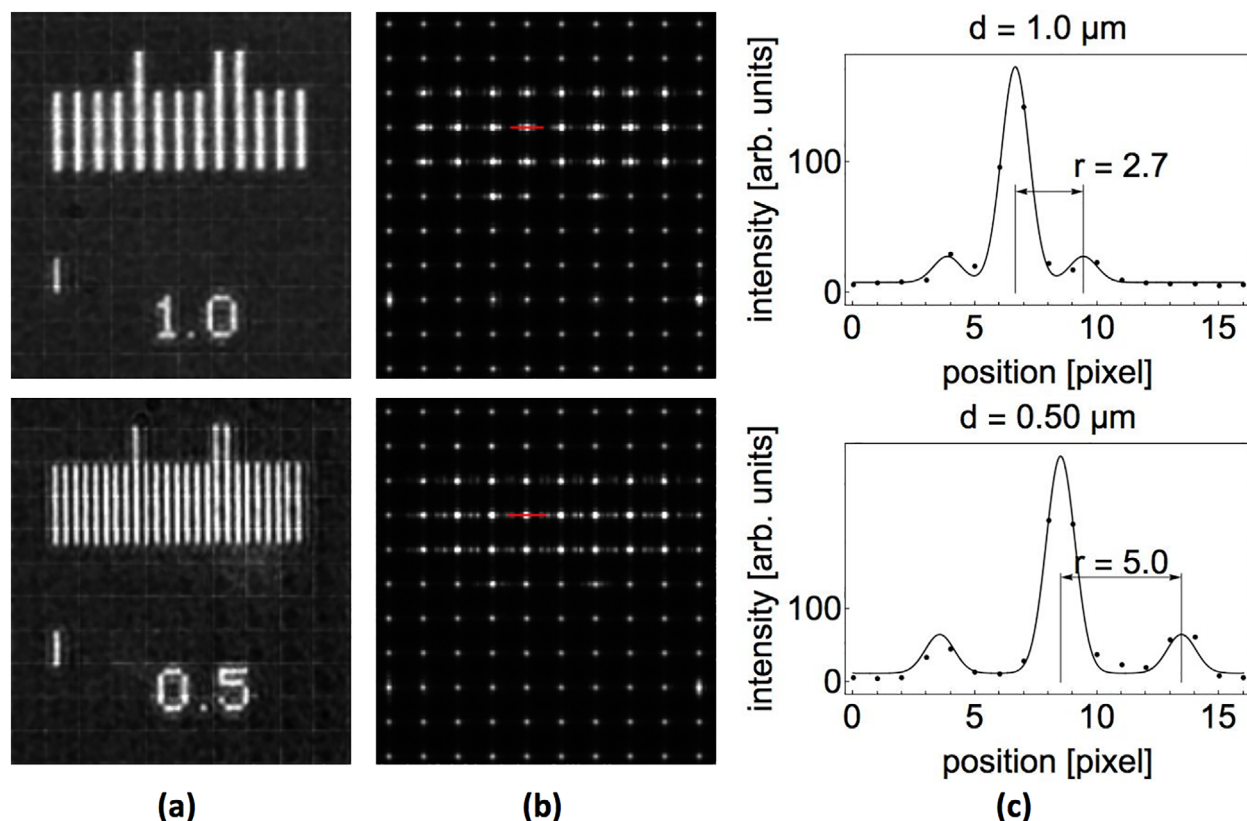 1.0
d = 1.0 μm
intensity [arb. units]
100
0
r = 2.7
0 5 10 15
position [pixel]
0.5
d = 0.50 μm
intensity [arb. units]
100
0
r = 5.0
0 5 10 15
position [pixel]
(a) (b) (c)